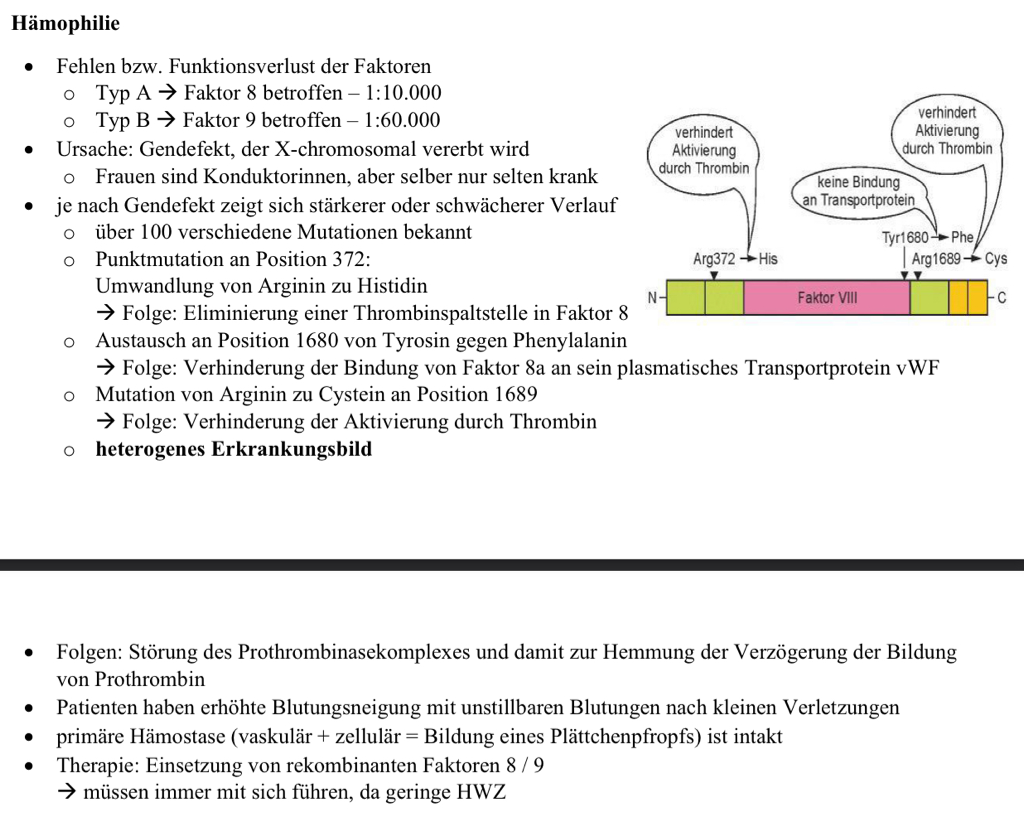 Hämophilie
• Fehlen bzw. Funktionsverlust der Faktoren
o Typ A → Faktor 8 betroffen – 1:10.000
o Typ B → Faktor 9 betroffen – 1:60.000
• Ursache: Gendefekt, der X-chromosomal vererbt wird
o Frauen sind Konduktorinnen, aber selber nur selten krank
• je nach Gendefekt zeigt sich stärkerer oder schwächerer Verlauf
o über 100 verschiedene Mutationen bekannt
o Punktmutation an Position 372:
Umwandlung von Arginin zu Histidin
→ Folge: Eliminierung einer Thrombinspaltstelle in Faktor 8
o Austausch an Position 1680 von Tyrosin gegen Phenylalanin
→ Folge: Verhinderung der Bindung von Faktor 8a an sein plasmatisches Transportprotein vWF
o Mutation von Arginin zu Cystein an Position 1689
→ Folge: Verhinderung der Aktivierung durch Thrombin
o heterogenes Erkrankungsbild
verhindert
Aktivierung
durch Thrombin
keine Bindung
an Transportprotein
verhindert
Aktivierung
durch Thrombin
Tyr1680 → Phe
Arg372 → His
Arg1689 → Cys
N- Faktor VIII -C
• Folgen: Störung des Prothrombinasekomplexes und damit zur Hemmung der Verzögerung der Bildung
von Prothrombin
• Patienten haben erhöhte Blutungsneigung mit unstillbaren Blutungen nach kleinen Verletzungen
• primäre Hämostase (vaskulär + zellulär = Bildung eines Plättchenpfropfs) ist intakt
• Therapie: Einsetzung von rekombinanten Faktoren 8 / 9
→ müssen immer mit sich führen, da geringe HWZ